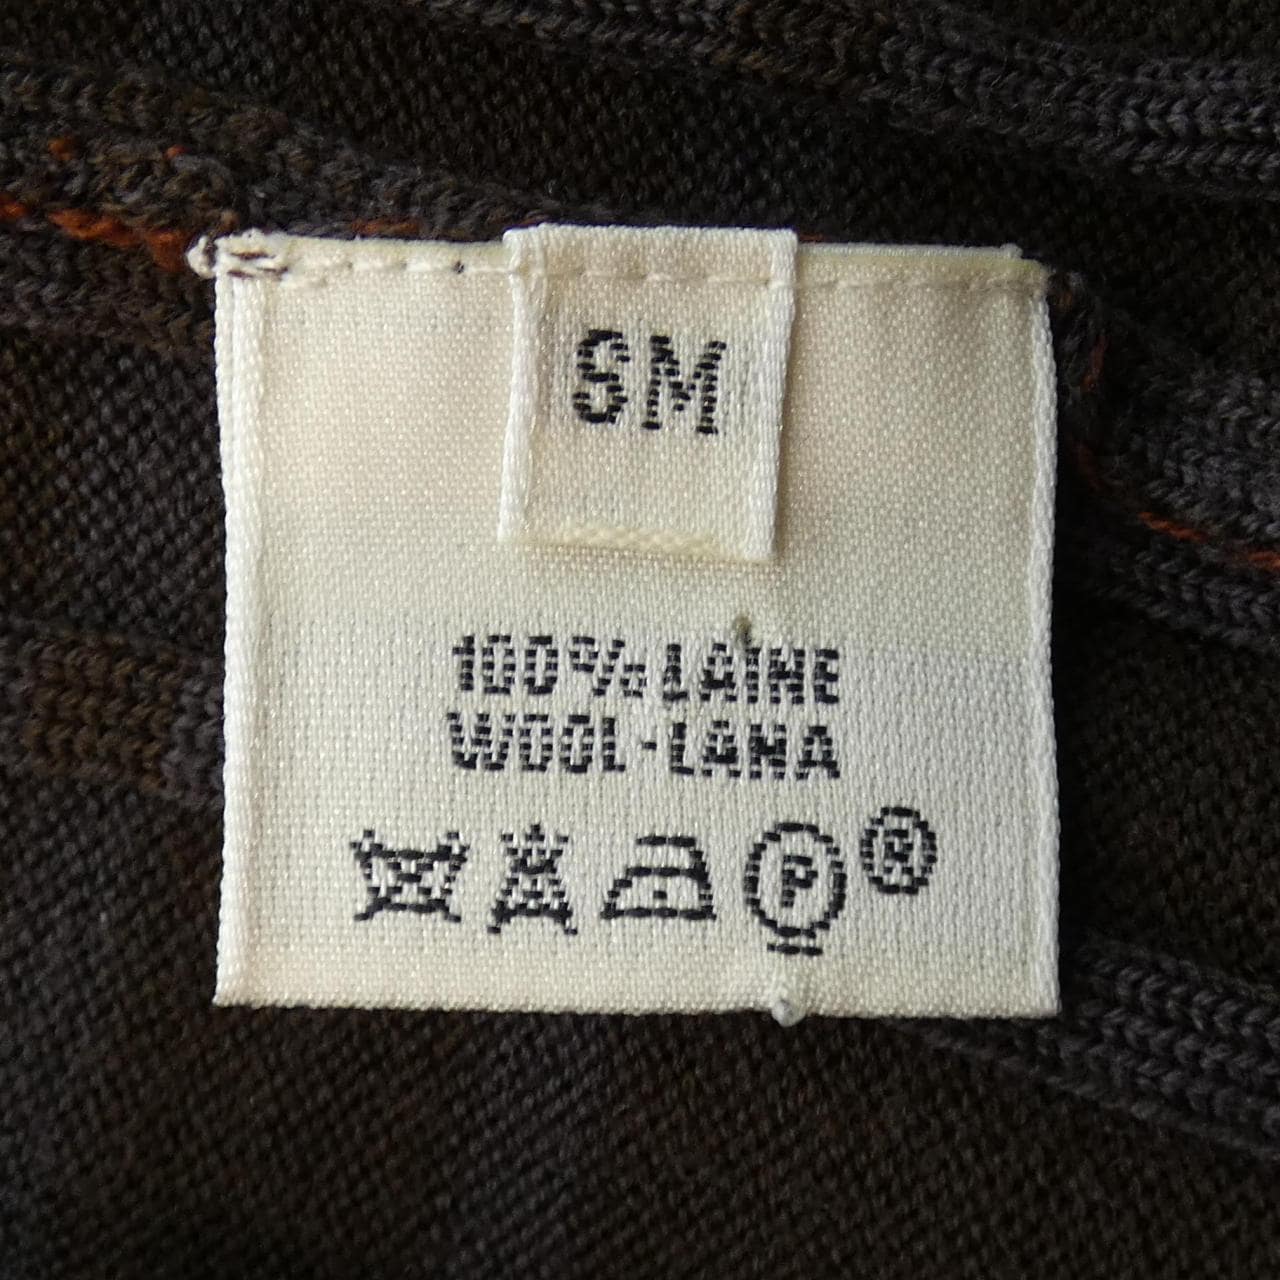 SM
100% LAINE
WOOL-LANA
P ®